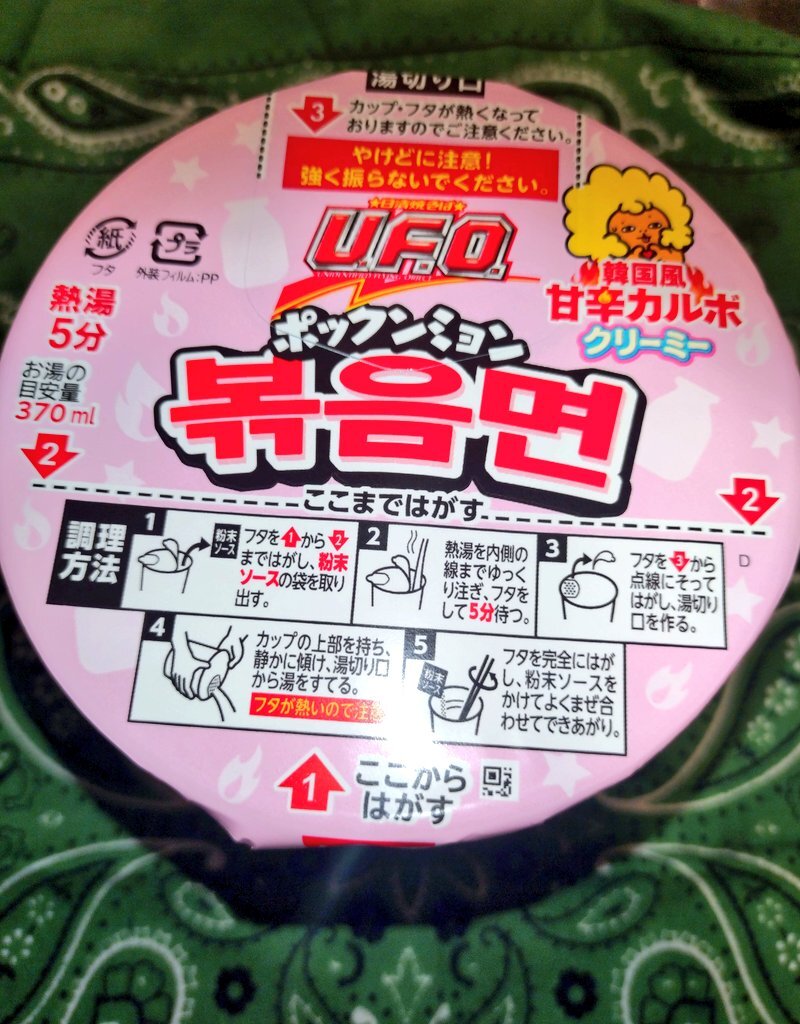 湯切り口
3
カップ・フタが熱くなって
おりますのでご注意ください。
やけどに注意!
強く振らないでください。
紙
フタ
プラ
外装フィルム:PP
★日清焼そば★
U.F.O.
UNIDENTIFIED FLYING OBJECT
韓国風
甘辛カルボ
クリーミー
熱湯
5分
お湯の
目安量
370ml
ポックンミョン
볶음면
2
2
ここまではがす
調理
方法
1
粉末
ソース
フタを1から2
まではがし、粉末
ソースの袋を取り
出す。
2
熱湯を内側の
線までゆっく
り注ぎ、フタを
して5分待つ。
3
フタを3から
点線にそって
はがし、湯切り
口を作る。
D
4
カップの上部を持ち、
静かに傾け、湯切り口
から湯をすてる。
フタが熱いので注
5
粉末
ソース
フタを完全にはが
し、粉末ソースを
かけてよくまぜ合
わせてできあがり。
1
ここから
はがす